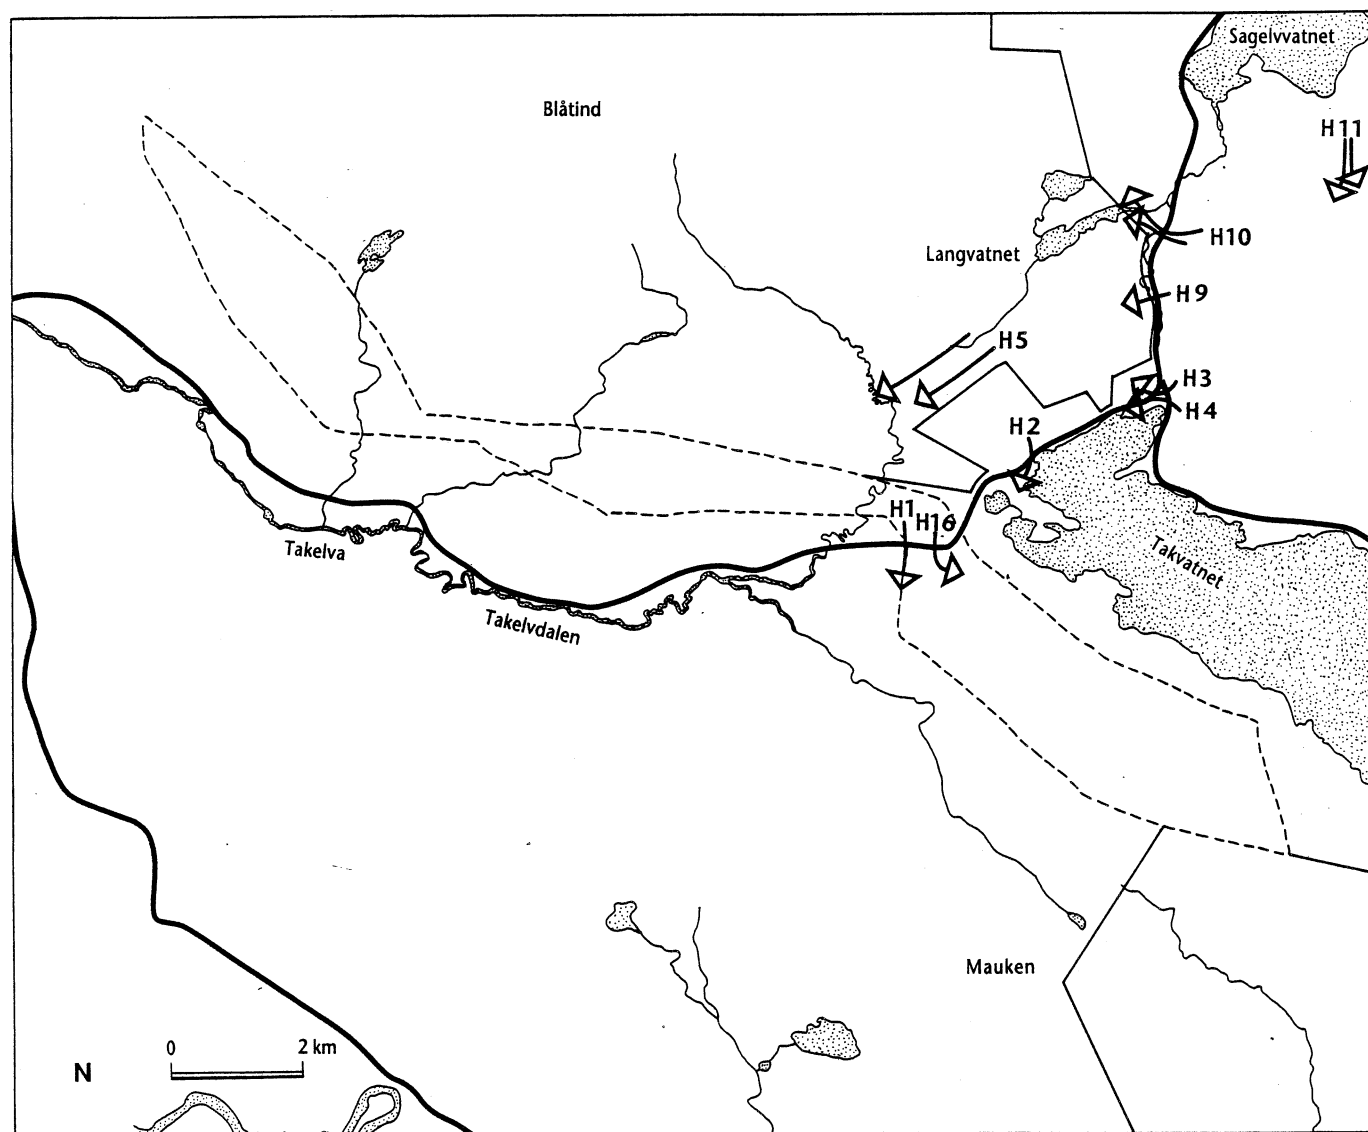 Sagelvvatnet
Blåtind
H11
H10
Langvatnet
H9
H5
H3
H4
H2
H1
H16
Takelva
Takvatnet
Takelvdalen
Mauken
0
2 km
N